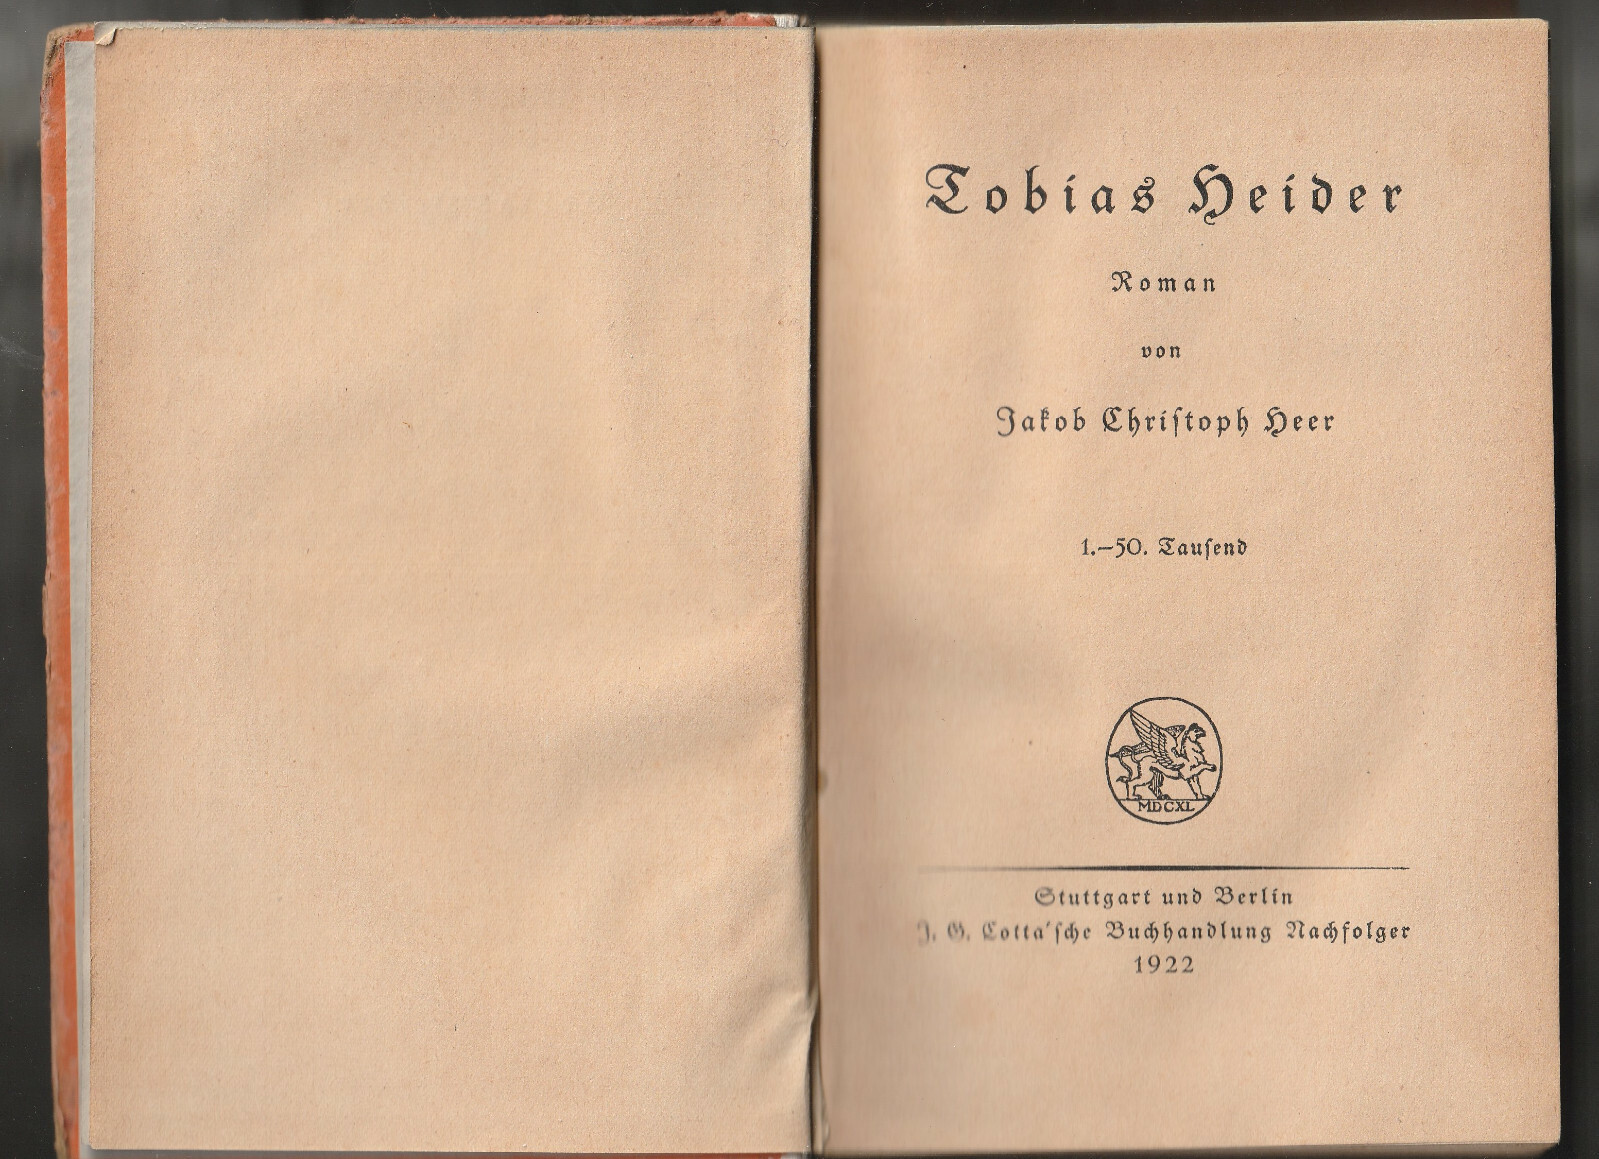 Tobias Heider
Roman
von
Jakob Chriſtoph Heer
1.–50. Tauſend
MDCXL
Stuttgart und Berlin
J. G. Cotta'ſche Buchhandlung Nachfolger
1922